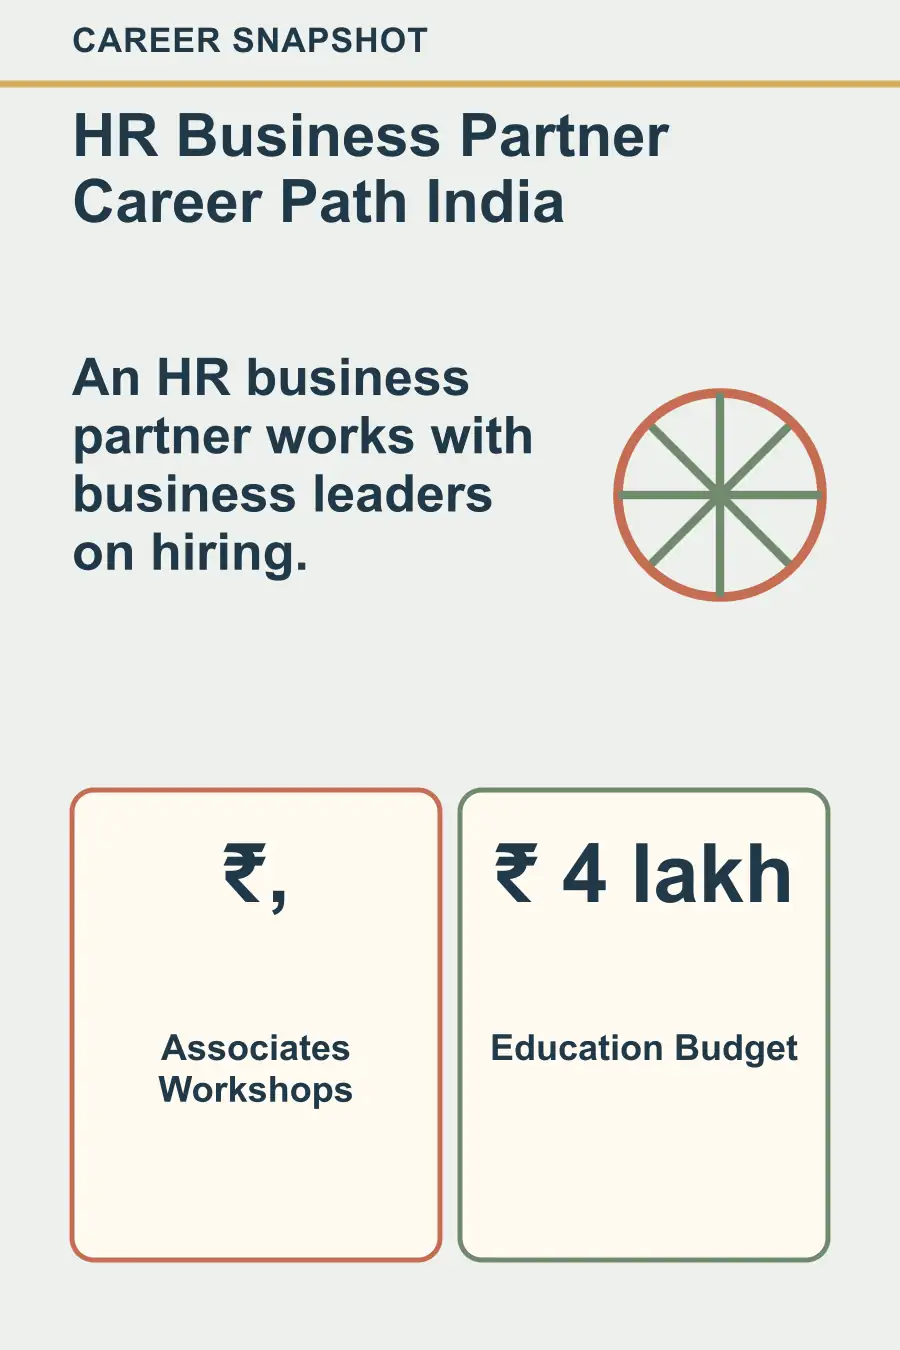 CAREER SNAPSHOT
HR Business Partner
Career Path India
An HR business
partner works with
business leaders
on hiring.
₹,
Associates
Workshops
₹ 4 lakh
Education Budget